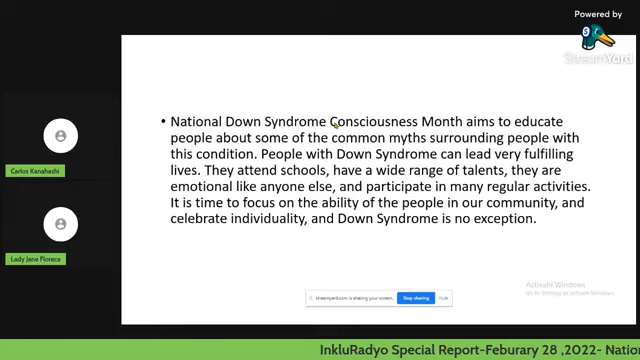 Powered by
StreamYard
• National Down Syndrome Consciousness Month aims to educate
people about some of the common myths surrounding people with
this condition. People with Down Syndrome can lead very fulfilling
lives. They attend schools, have a wide range of talents, they are
emotional like anyone else, and participate in many regular activities.
It is time to focus on the ability of the people in our community, and
celebrate individuality, and Down Syndrome is no exception.
Carlos Kanahashi
Lady Jane Florece
Activate Windows
Go to Settings to activate Windows.
streamyard.com is sharing your screen.
Stop sharing
Hide
InkluRadyo Special Report-Feburary 28 ,2022- Natio